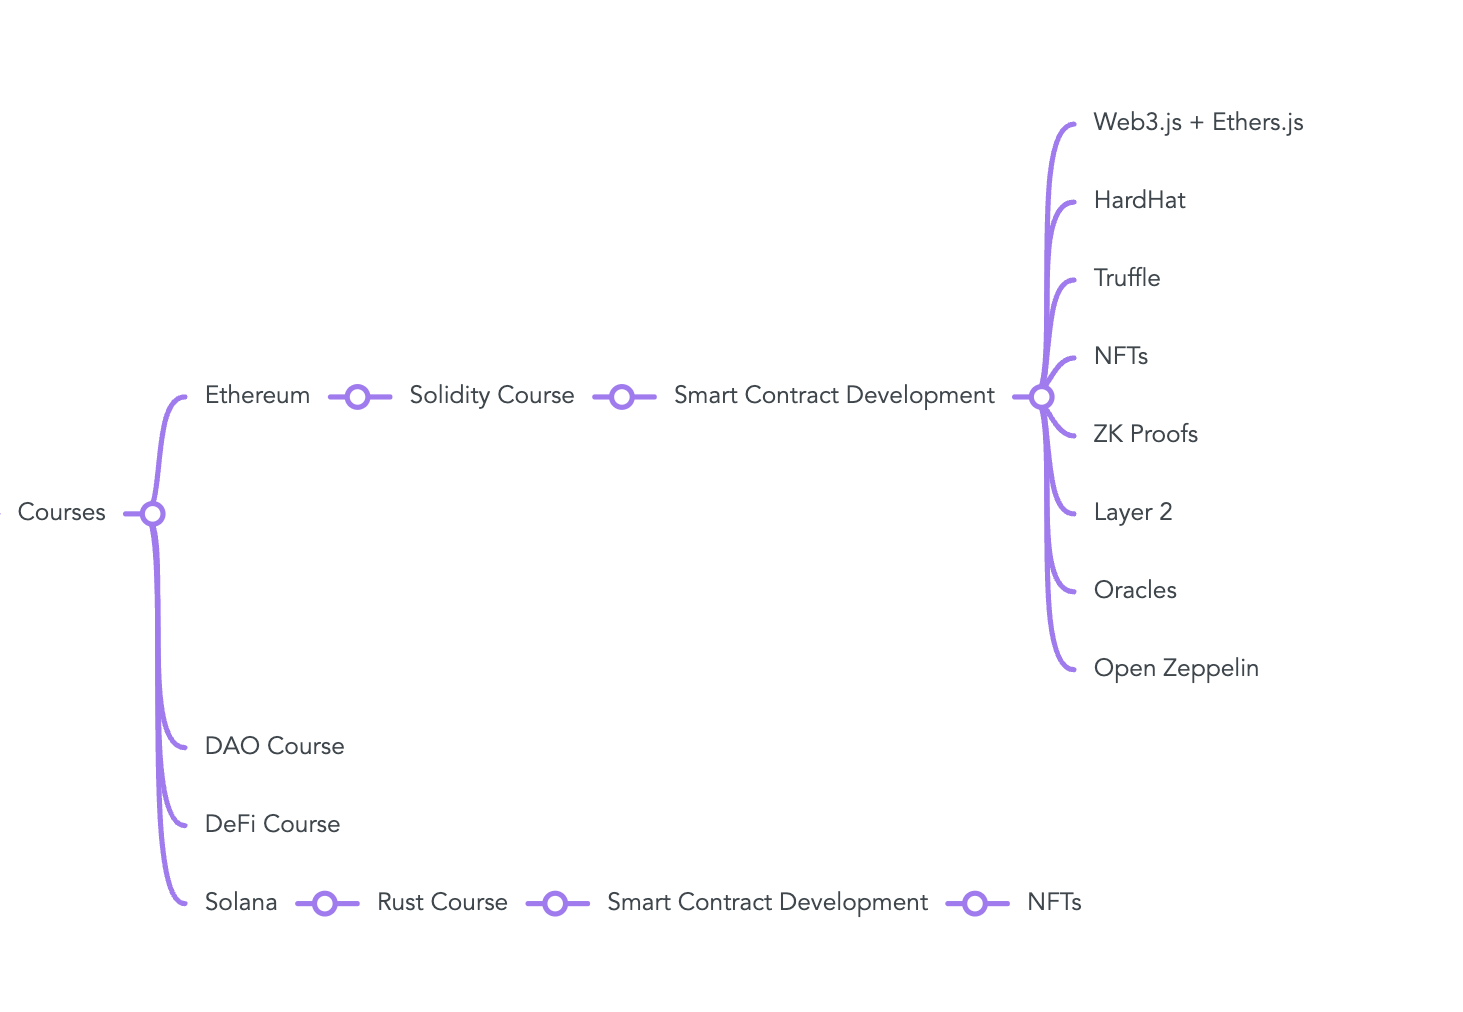 Web3.js + Ethers.js
HardHat
Truffle
NFTs
Ethereum Solidity Course Smart Contract Development
ZK Proofs
Courses
Layer 2
Oracles
Open Zeppelin
DAO Course
DeFi Course
Solana Rust Course Smart Contract Development NFTs